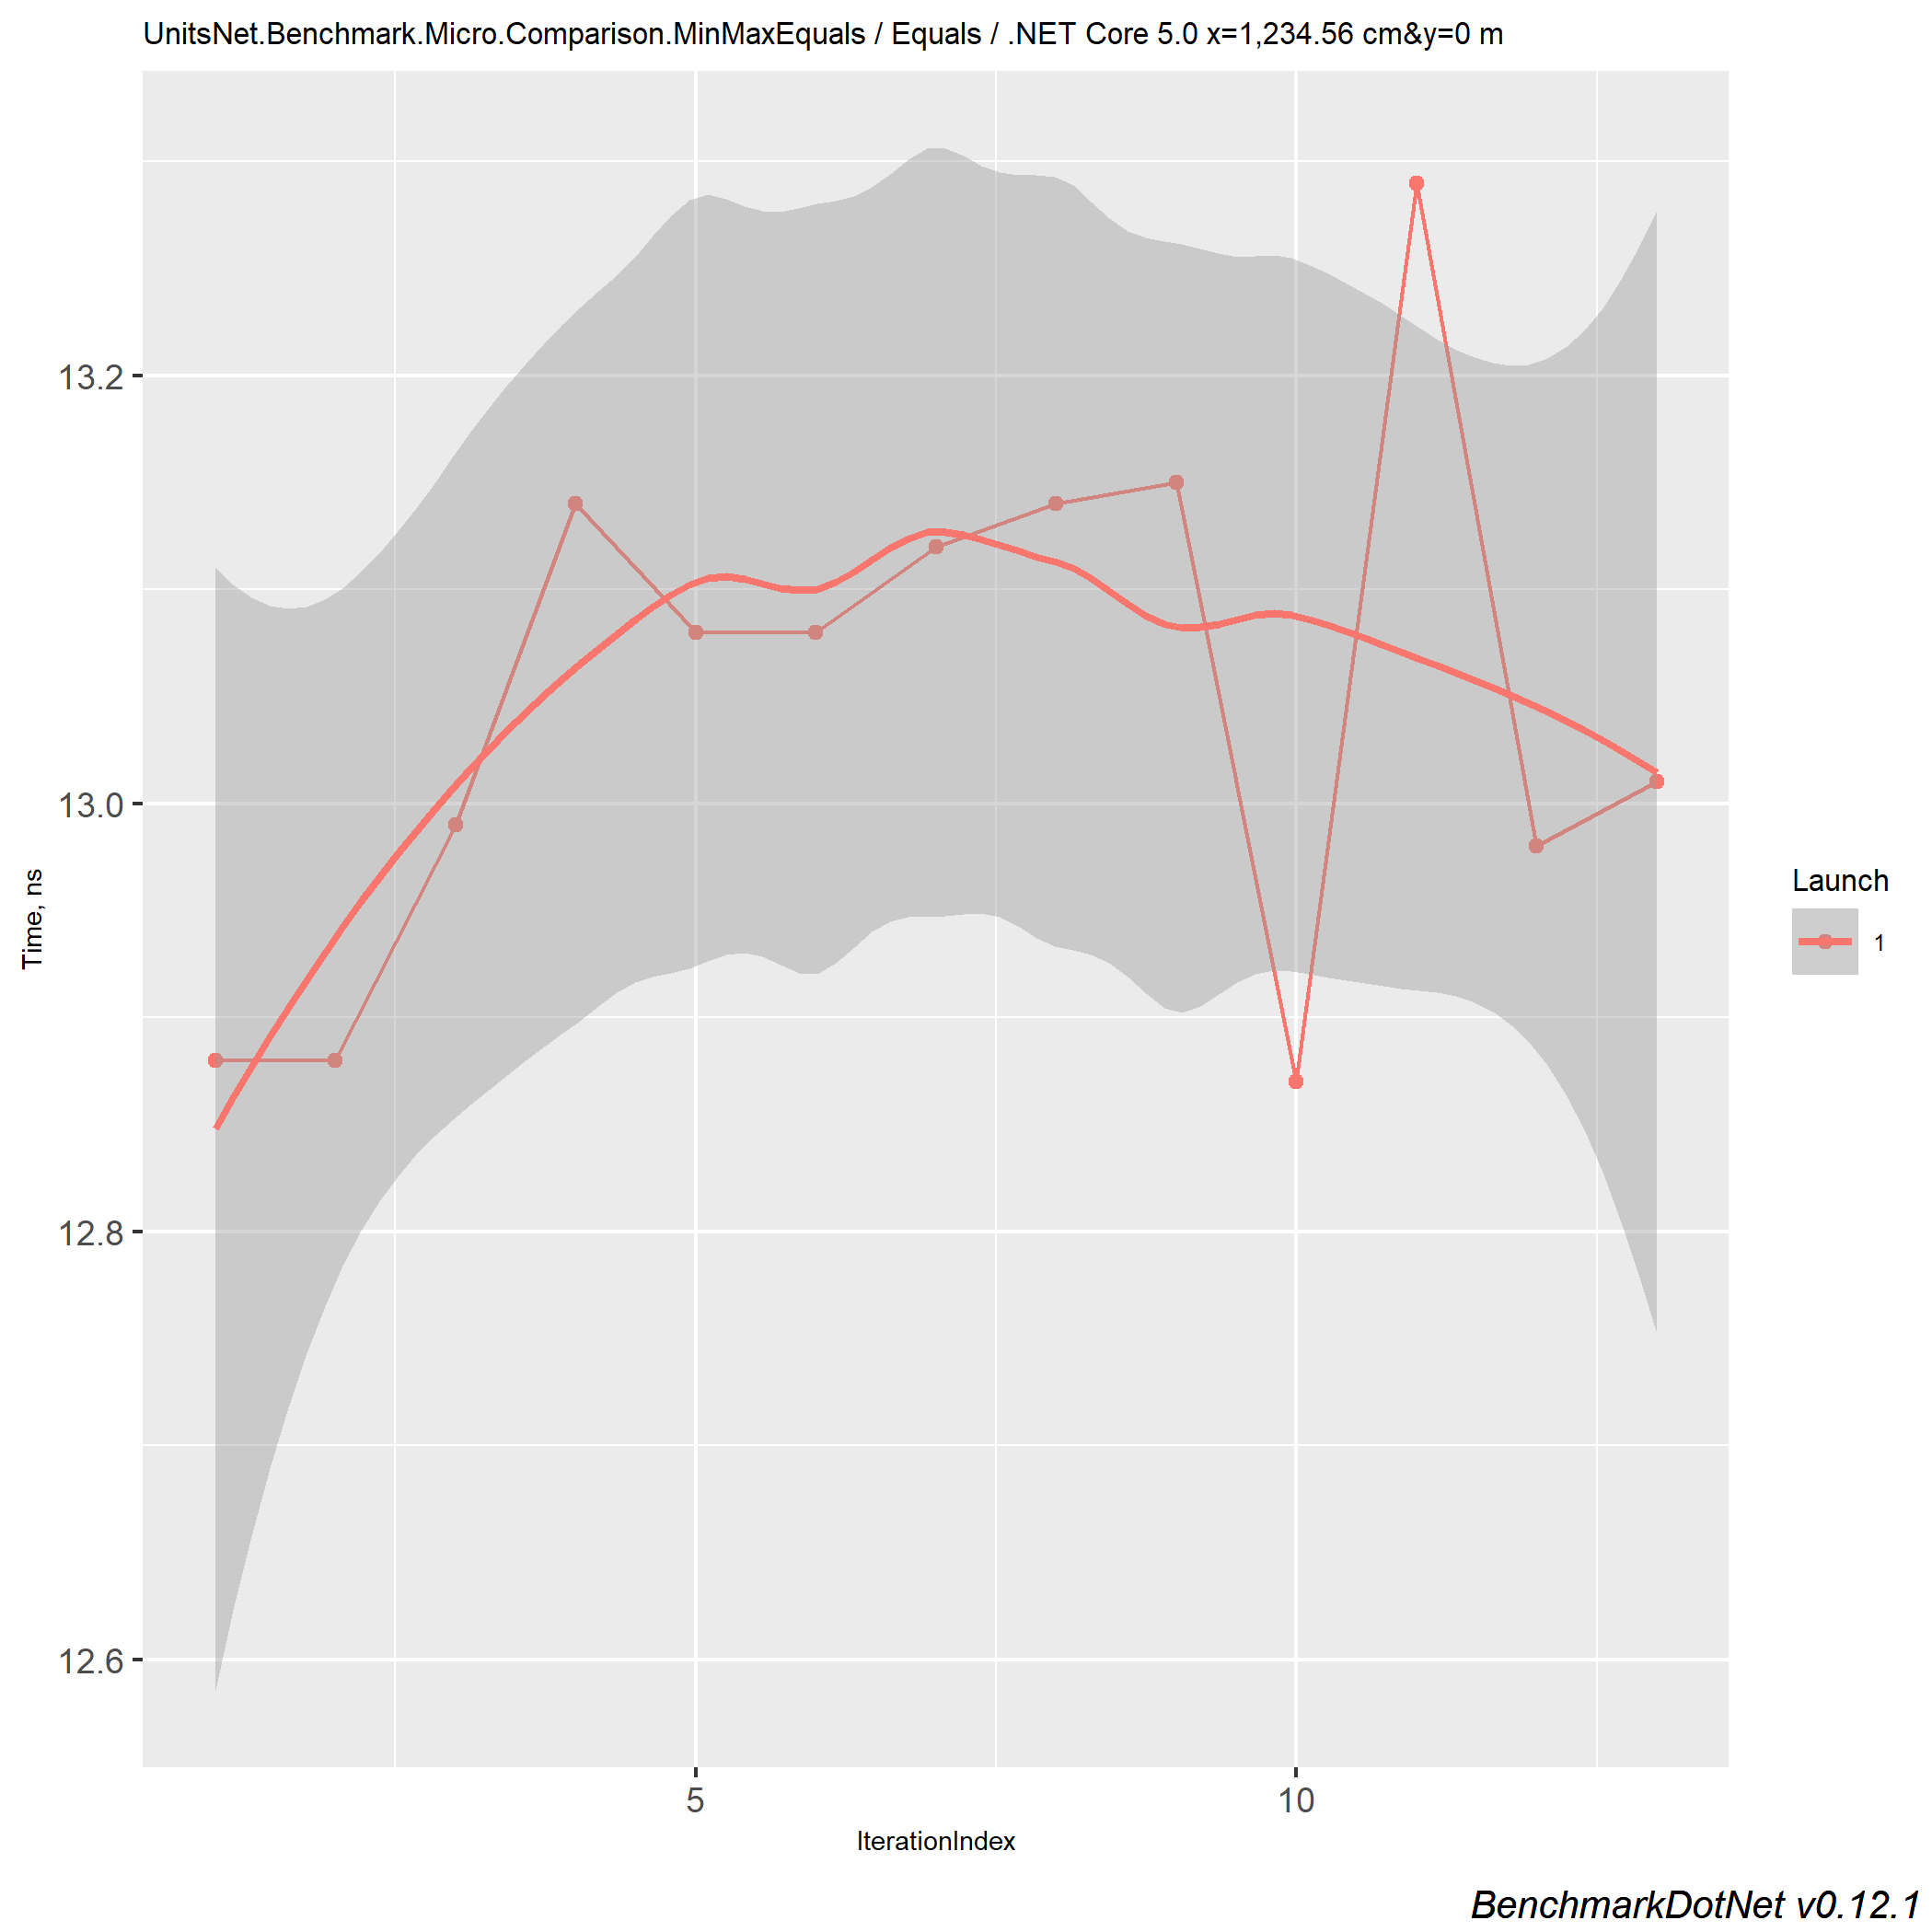 UnitsNet.Benchmark.Micro.Comparison.MinMaxEquals / Equals / .NET Core 5.0 x=1,234.56 cm&y=0 m
Time, ns
13.2
13.0
12.8
12.6
5
10
IterationIndex
Launch
1
BenchmarkDotNet v0.12.1